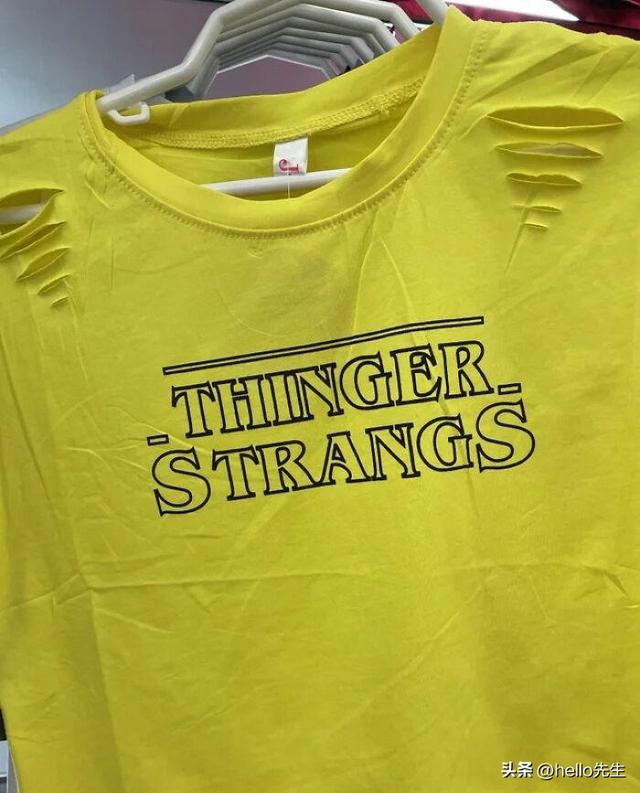 THINGER
STRANGS
头条 @hello先生